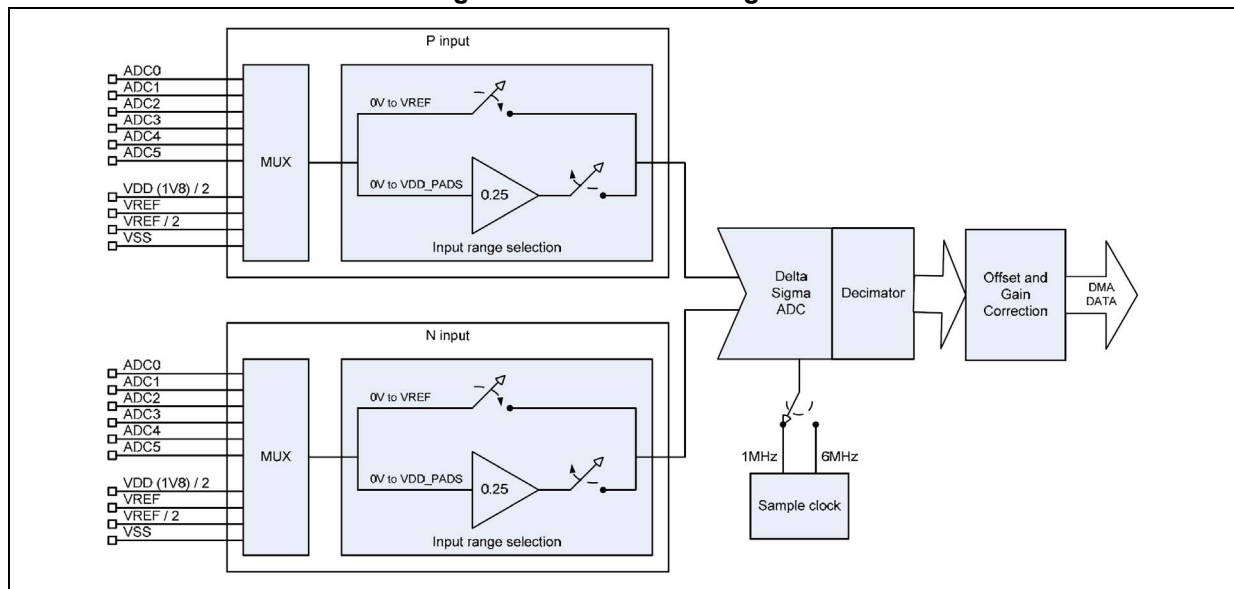 P input
ADC0
ADC1
ADC2
ADC3
ADC4
ADC5
VDD (1V8) / 2
VREF
VREF / 2
VSS
MUX
0V to VREF
0V to VDD_PADS
0.25
Input range selection
N input
ADC0
ADC1
ADC2
ADC3
ADC4
ADC5
VDD (1V8) / 2
VREF
VREF / 2
VSS
MUX
0V to VREF
0V to VDD_PADS
0.25
Input range selection
Delta
Sigma
ADC
Decimator
Offset and
Gain
Correction
DMA
DATA
1MHz
6MHz
Sample clock